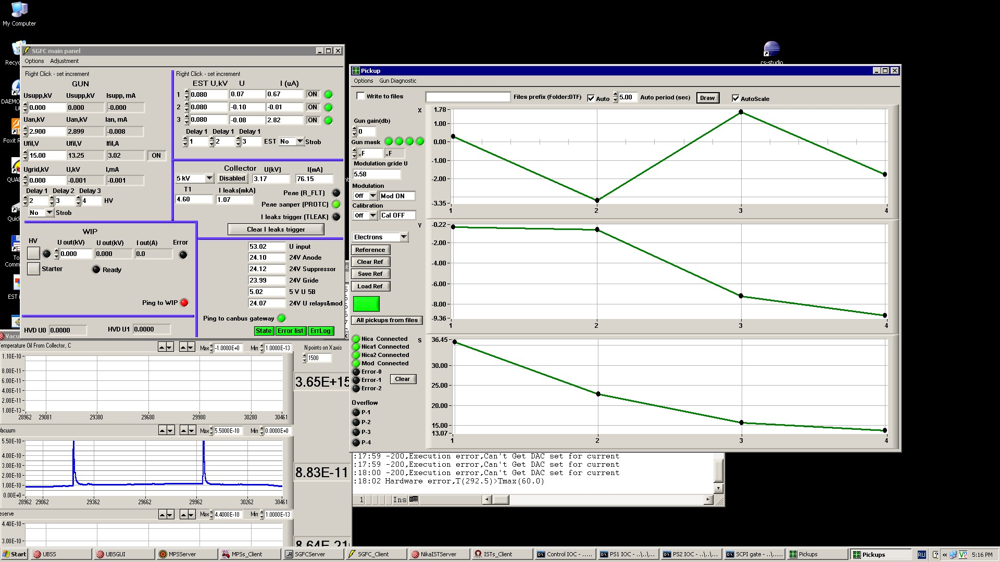 My Computer
Recyc
DAEMO
Foxit R
QUAD
Quick
Comm
cs-studio
SGFC main panel
Options Adjustment
Right Click - set increment
GUN
Usupp,kV Usupp,kV Isupp, mA
0.000 0.000 -0.000
Uan,kV Uan,kV Ian, mA
2.900 2.899 -0.008
Ufil,V Ufil,V Ifil,A
15.00 13.25 3.02 ON
Ugrid,kV U,kV I,mA
0.000 -0.001 -0.001
Delay 1 Delay 2 Delay 3
2 3 4 HV
No Strob
Right Click - set increment
EST U,kV U I (uA)
1 0.080 0.07 0.67 ON
2 0.080 -0.10 -0.01 ON
3 0.080 -0.08 2.82 ON
Delay 1 Delay 1 Delay 1
1 2 3 EST No Strob
Collector U(kV) I(mA)
5 kV Disabled 3.17 76.15
T1 I leaks(mkA)
4.60 1.07
Реле (R_FLT)
Реле запрет (PROTC)
I leaks trigger (TLEAK)
Clear I leaks trigger
WIP
HV U out(kV) U out(kV) I out(A) Error
0.000 0.000 0.0
Starter Ready
Ping to WIP
53.02 U input
24.10 24V Anode
24.12 24V Suppressor
23.99 24V Gride
5.02 5 V U 5B
24.07 24V U relays&mod
Ping to canbus gateway
State Error list ErrLog
HVD U0 0.0000 HVD U1 0.0000
Vacu
emperature Oil From Collector, C Max -1.0000E+0 Min 1.0000E-13
N points on X axis
1500
1.10E-10
8.00E-11
6.00E-11
4.00E-11
2.00E-11
1.00E-13
28962 29081 29380 29680 29980 30280 30461
3.65E+15
acuum Max 5.5000E-10 Min 0.0000E+0
5.50E-10
4.00E-10
3.00E-10
2.00E-10
1.00E-10
0.00E+0
28962 29062 29362 29662 29962 30262 30461
8.83E-11
eserve Max 4.4000E-10 Min 1.0000E-13
4.40E-10
3.00E-10
8.64E-21
Pickup
Options Gun Diagnostic
Write to files Files prefix (Folder:DTF) Auto 5.00 Auto period (sec) Draw AutoScale
Gun gain(db)
0
Gun mask
xF xF
Modulation gride U
5.58
Modulation
Off Mod ON
Calibration
Off Cal OFF
Electrons
Reference
Clear Ref
Save Ref
Load Ref
All pickups from files
Nica Connected
Nica1 Connected
Nica2 Connected
Mod Connected
Error-0
Error-1
Error-2
Clear
Overflow
P-1
P-2
P-3
P-4
X
1.78
1.00
0.00
-1.00
-2.00
-3.35
1 2 3 4
Y
-0.22
-2.00
-4.00
-6.00
-8.00
-9.36
1 2 3 4
S
36.45
30.00
25.00
20.00
15.00
13.07
1 2 3 4
:17:59 -200,Execution error,Can't Get DAC set for current
:17:59 -200,Execution error,Can't Get DAC set for current
:18:00 -200,Execution error,Can't Get DAC set for current
:18:02 Hardware error,T(292.5)>Tmax(60.0)
1 Ins
Start UBSS UBSGUI MPSServer MPSs_Client SGFCServer SGFC_Client NikaISTServer ISTs_Client Control IOC - ..... PS1 IOC - ..\..\... PS2 IOC - ..\..\... SCPI gate - ..\..... Pickups Pickups RU 5:16 PM